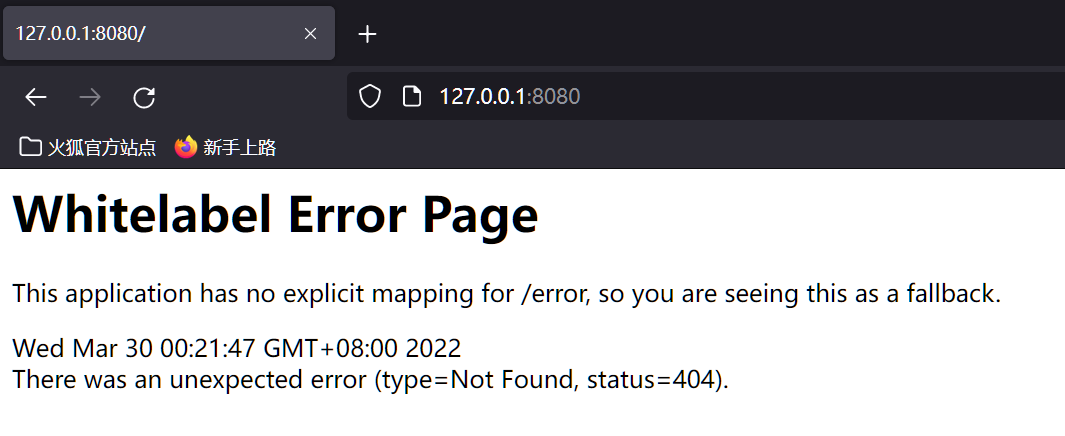 127.0.0.1:8080/
127.0.0.1:8080
火狐官方站点 新手上路
Whitelabel Error Page
This application has no explicit mapping for /error, so you are seeing this as a fallback.
Wed Mar 30 00:21:47 GMT+08:00 2022
There was an unexpected error (type=Not Found, status=404).